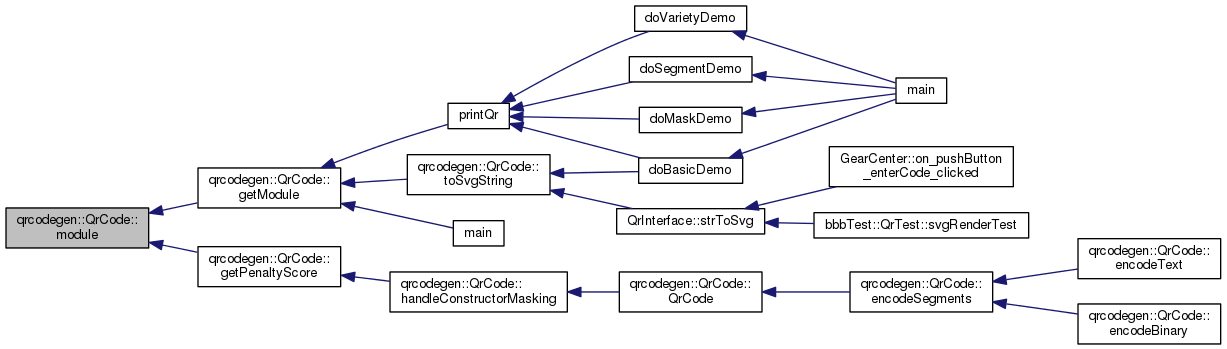 doVarietyDemo
doSegmentDemo
main
printQr
doMaskDemo
doBasicDemo
GearCenter::on_pushButton
_enterCode_clicked
qrcodegen::QrCode::
toSvgString
qrcodegen::QrCode::
getModule
QrInterface::strToSvg
bbbTest::QrTest::svgRenderTest
main
qrcodegen::QrCode::
module
qrcodegen::QrCode::
getPenaltyScore
qrcodegen::QrCode::
handleConstructorMasking
qrcodegen::QrCode::
QrCode
qrcodegen::QrCode::
encodeSegments
qrcodegen::QrCode::
encodeText
qrcodegen::QrCode::
encodeBinary